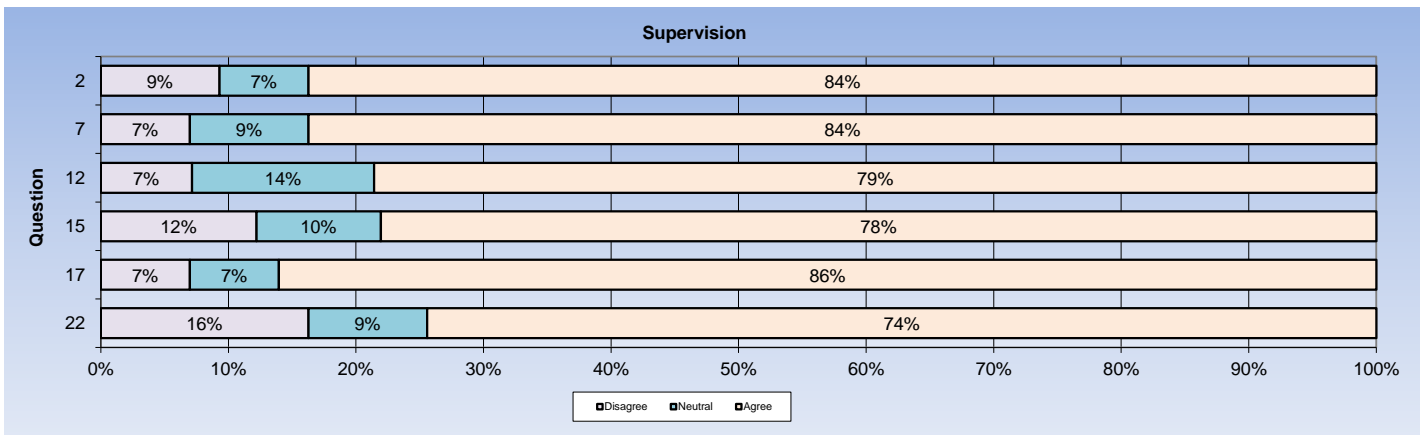 Supervision
Question
2 9% 7% 84%
7 7% 9% 84%
12 7% 14% 79%
15 12% 10% 78%
17 7% 7% 86%
22 16% 9% 74%
0% 10% 20% 30% 40% 50% 60% 70% 80% 90% 100%
Disagree Neutral Agree